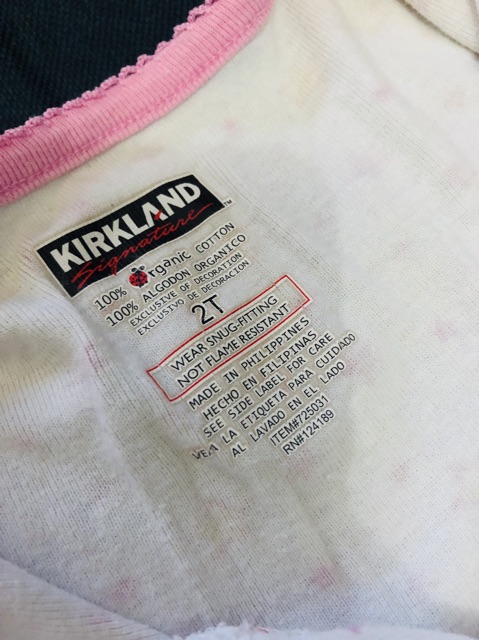 KIRKLAND
Signature™
100% Organic COTTON
100% ALGODON ORGANICO
EXCLUSIVE OF DECORATION
EXCLUSIVO DE DECORACION
2T
WEAR SNUG-FITTING
NOT FLAME RESISTANT
MADE IN PHILIPPINES
HECHO EN FILIPINAS
SEE SIDE LABEL FOR CARE
VEA LA ETIQUETA PARA CUIDADO
AL LAVADO EN EL LADO
ITEM#725031
RN#124189